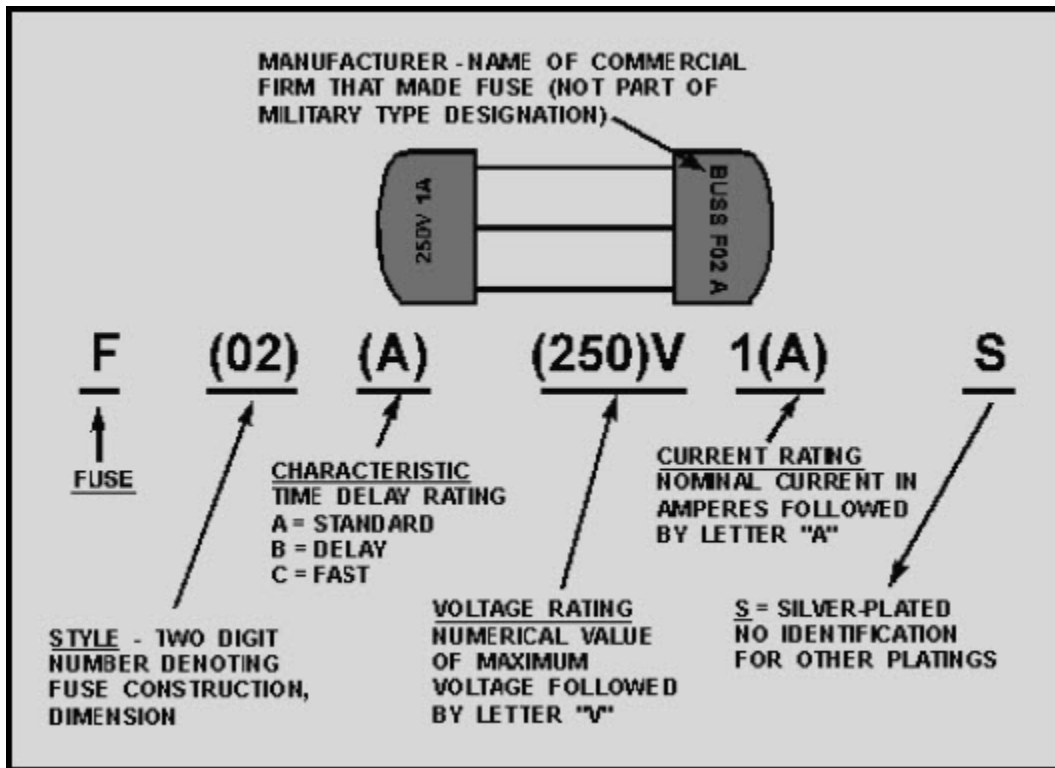 MANUFACTURER - NAME OF COMMERCIAL
FIRM THAT MADE FUSE (NOT PART OF
MILITARY TYPE DESIGNATION)
250V 1A
BUSS F02 A
F (02) (A) (250)V 1(A) S
FUSE
CHARACTERISTIC
TIME DELAY RATING
A = STANDARD
B = DELAY
C = FAST
CURRENT RATING
NOMINAL CURRENT IN
AMPERES FOLLOWED
BY LETTER "A"
STYLE - TWO DIGIT
NUMBER DENOTING
FUSE CONSTRUCTION,
DIMENSION
VOLTAGE RATING
NUMERICAL VALUE
OF MAXIMUM
VOLTAGE FOLLOWED
BY LETTER "V"
S = SILVER-PLATED
NO IDENTIFICATION
FOR OTHER PLATINGS